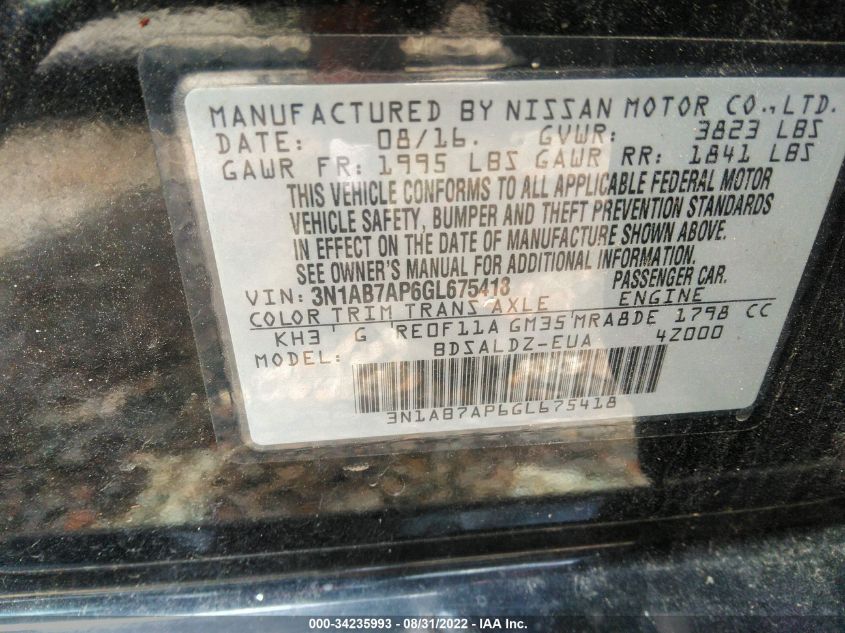 MANUFACTURED BY NISSAN MOTOR CO., LTD.
DATE: 08/16. GVWR: 3823 LBS
GAWR FR: 1995 LBS GAWR RR: 1841 LBS
THIS VEHICLE CONFORMS TO ALL APPLICABLE FEDERAL MOTOR
VEHICLE SAFETY, BUMPER AND THEFT PREVENTION STANDARDS
IN EFFECT ON THE DATE OF MANUFACTURE SHOWN ABOVE.
SEE OWNER'S MANUAL FOR ADDITIONAL INFORMATION.
VIN: 3N1AB7AP6GL675418 PASSENGER CAR.
COLOR TRIM TRANS AXLE ENGINE
KH3 G RE0F11A GM35 MRA8DE 1798 CC
MODEL: BDSALDZ-EUA 4Z000
3N1AB7AP6GL675418
000-34235993 - 08/31/2022 - IAA Inc.